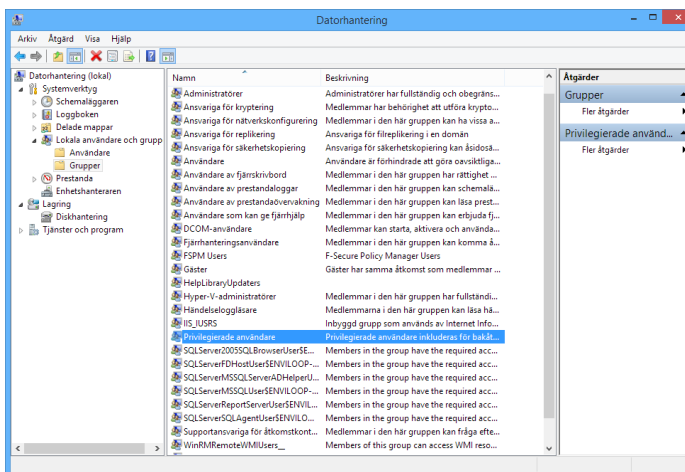 Datorhantering
Arkiv Åtgärd Visa Hjälp
Datorhantering (lokal)
Systemverktyg
Schemaläggaren
Loggboken
Delade mappar
Lokala användare och grupp
Användare
Grupper
Prestanda
Enhetshanteraren
Lagring
Diskhantering
Tjänster och program
Namn Beskrivning
Administratörer Administratörer har fullständig och obegräns...
Ansvariga för kryptering Medlemmar har behörighet att utföra krypto...
Ansvariga för nätverkskonfigurering Medlemmar i den här gruppen kan ha vissa a...
Ansvariga för replikering Ansvariga för filreplikering i en domän
Ansvariga för säkerhetskopiering Ansvariga för säkerhetskopiering kan åsidosä...
Användare Användare är förhindrade att göra oavsiktliga...
Användare av fjärrskrivbord Medlemmar i den här gruppen har rättighet ...
Användare av prestandaloggar Medlemmar i den här gruppen kan schemalä...
Användare av prestandaövervakning Medlemmar i den här gruppen kan läsa prest...
Användare som kan ge fjärrhjälp Medlemmar i den här gruppen kan erbjuda fj...
DCOM-användare Medlemmar kan starta, aktivera och använda...
Fjärrhanteringsanvändare Medlemmar i den här gruppen kan komma å...
FSPM Users F-Secure Policy Manager Users
Gäster Gäster har samma åtkomst som medlemmar ...
HelpLibraryUpdaters
Hyper-V-administratörer Medlemmar i den här gruppen har fullständi...
Händelseloggläsare Medlemmarna i den här gruppen kan läsa hä...
IIS_IUSRS Inbyggd grupp som används av Internet Info...
Privilegierade användare Privilegierade användare inkluderas för bakåt...
SQLServer2005SQLBrowserUser$E... Members in the group have the required acc...
SQLServerFDHostUser$ENVILOOP-... Members in the group have the required acc...
SQLServerMSSQLServerADHelperU... Members in the group have the required acc...
SQLServerMSSQLUser$ENVILOOP-... Members in the group have the required acc...
SQLServerReportServerUser$ENVIL... Members in the group have the required acc...
SQLServerSQLAgentUser$ENVILO... Members in the group have the required acc...
Supportansvariga för åtkomstkont... Medlemmar i den här gruppen kan fråga efte...
WinRMRemoteWMIUsers__ Members of this group can access WMI reso...
Åtgärder
Grupper
Fler åtgärder
Privilegierade använd...
Fler åtgärder